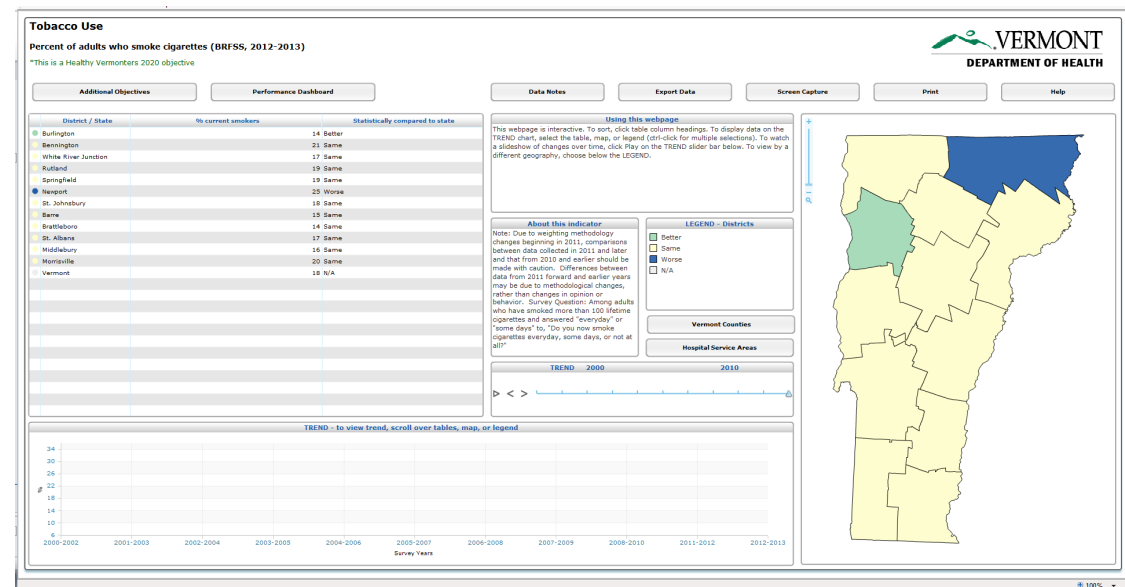 Tobacco Use
Percent of adults who smoke cigarettes (BRFSS, 2012-2013)
*This is a Healthy Vermonters 2020 objective
VERMONT
DEPARTMENT OF HEALTH
Additional Objectives
Performance Dashboard
Data Notes
Export Data
Screen Capture
Print
Help
District / State % current smokers Statistically compared to state
Burlington 14 Better
Bennington 21 Same
White River Junction 17 Same
Rutland 19 Same
Springfield 19 Same
Newport 25 Worse
St. Johnsbury 18 Same
Barre 15 Same
Brattleboro 14 Same
St. Albans 17 Same
Middlebury 16 Same
Morrisville 20 Same
Vermont 18 N/A
Using this webpage
This webpage is interactive. To sort, click table column headings. To display data on the
TREND chart, select the table, map, or legend (ctrl-click for multiple selections). To watch
a slideshow of changes over time, click Play on the TREND slider bar below. To view by a
different geography, choose below the LEGEND.
About this indicator
Note: Due to weighting methodology
changes beginning in 2011, comparisons
between data collected in 2011 and later
and that from 2010 and earlier should be
made with caution. Differences between
data from 2011 forward and earlier years
may be due to methodological changes,
rather than changes in opinion or
behavior. Survey Question: Among adults
who have smoked more than 100 lifetime
cigarettes and answered "everyday" or
"some days" to, "Do you now smoke
cigarettes everyday, some days, or not at
all?"
LEGEND - Districts
Better
Same
Worse
N/A
Vermont Counties
Hospital Service Areas
TREND 2000 2010
TREND - to view trend, scroll over tables, map, or legend
34
30
26
22
18
14
10
6
%
2000-2002 2001-2003 2002-2004 2003-2005 2004-2006 2005-2007 2006-2008 2007-2009 2008-2010 2011-2012 2012-2013
Survey Years
100%